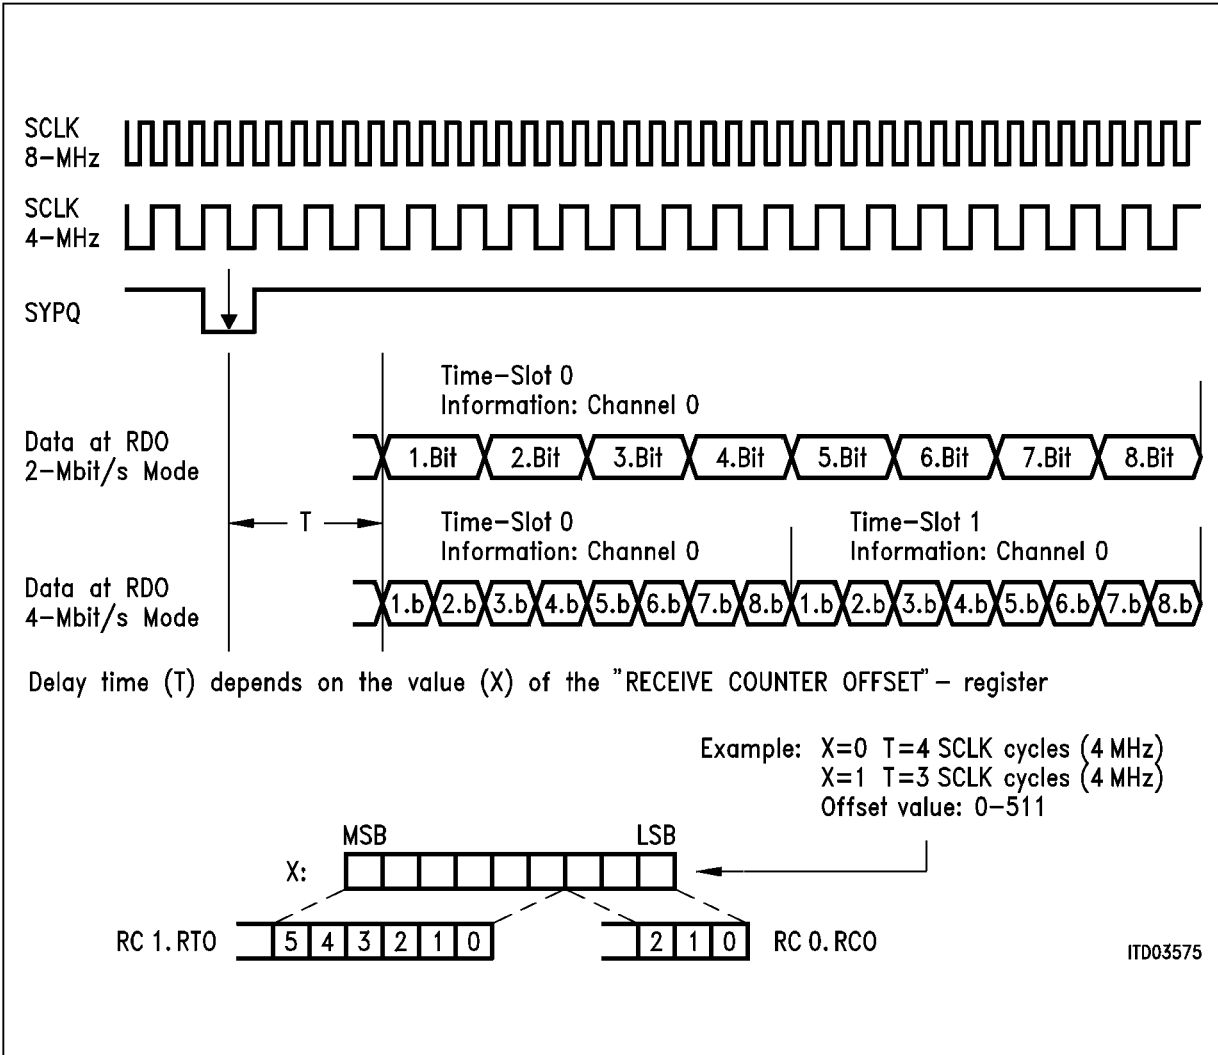 SCLK
8-MHz
SCLK
4-MHz
SYPQ
Time-Slot 0
Information: Channel 0
Data at RDO
2-Mbit/s Mode
1.Bit 2.Bit 3.Bit 4.Bit 5.Bit 6.Bit 7.Bit 8.Bit
T
Time-Slot 0
Information: Channel 0
Time-Slot 1
Information: Channel 0
Data at RDO
4-Mbit/s Mode
1.b 2.b 3.b 4.b 5.b 6.b 7.b 8.b 1.b 2.b 3.b 4.b 5.b 6.b 7.b 8.b
Delay time (T) depends on the value (X) of the "RECEIVE COUNTER OFFSET" - register
Example: X=0 T=4 SCLK cycles (4 MHz)
X=1 T=3 SCLK cycles (4 MHz)
Offset value: 0-511
MSB LSB
X:
RC 1. RTO 5 4 3 2 1 0 2 1 0 RC 0. RCO
ITD03575